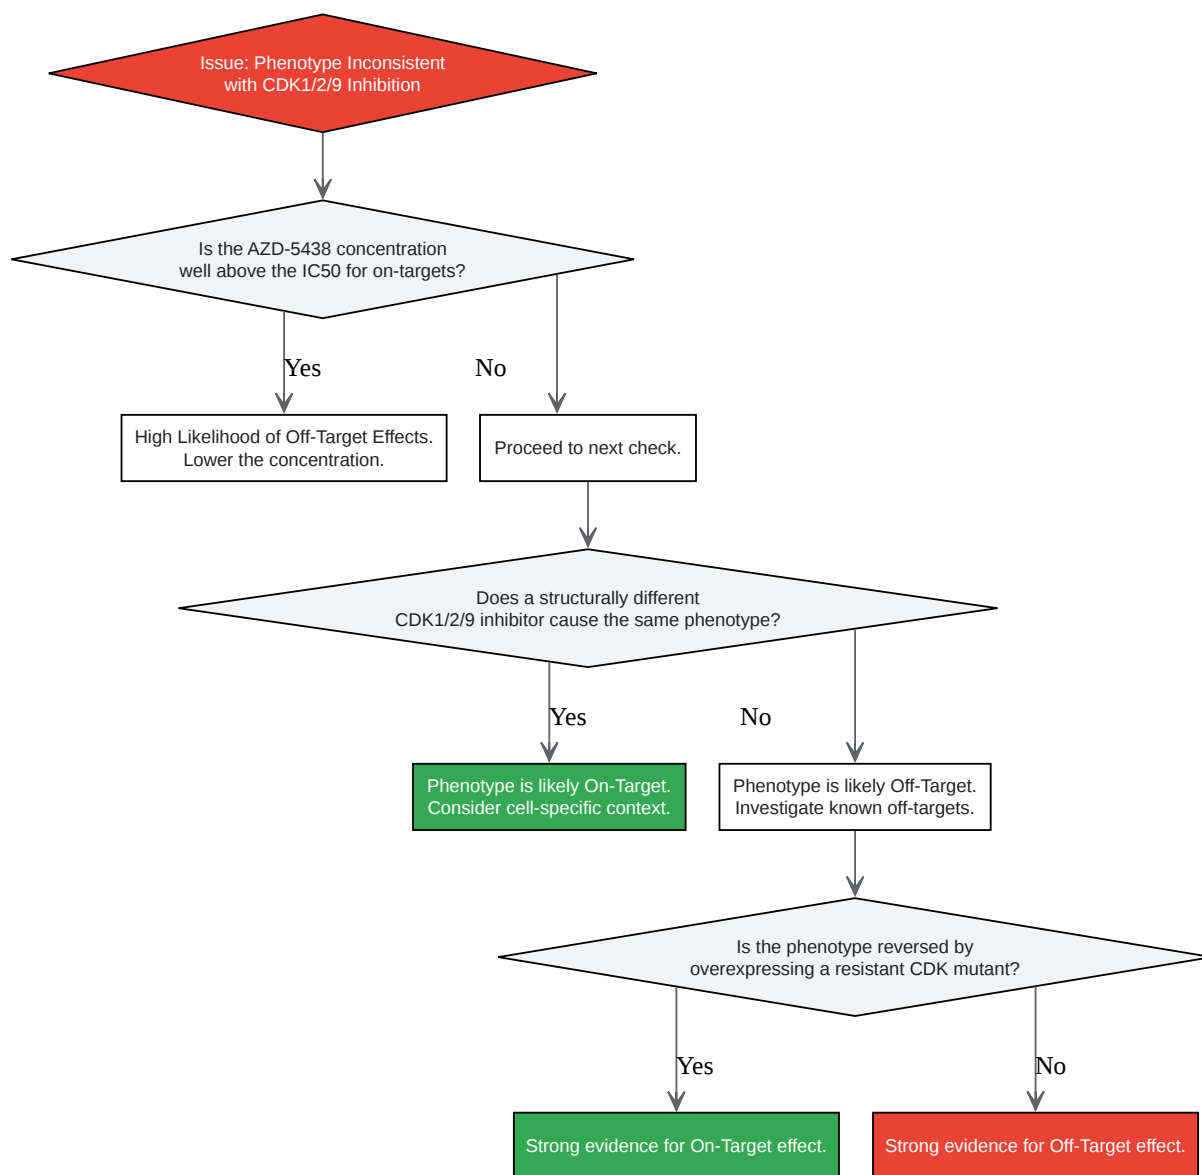 Issue: Phenotype Inconsistent
with CDK1/2/9 Inhibition
Is the AZD-5438 concentration
well above the IC50 for on-targets?
Yes
No
High Likelihood of Off-Target Effects.
Lower the concentration.
Proceed to next check.
Does a structurally different
CDK1/2/9 inhibitor cause the same phenotype?
Yes
No
Phenotype is likely On-Target.
Consider cell-specific context.
Phenotype is likely Off-Target.
Investigate known off-targets.
Is the phenotype reversed by
overexpressing a resistant CDK mutant?
Yes
No
Strong evidence for On-Target effect.
Strong evidence for Off-Target effect.